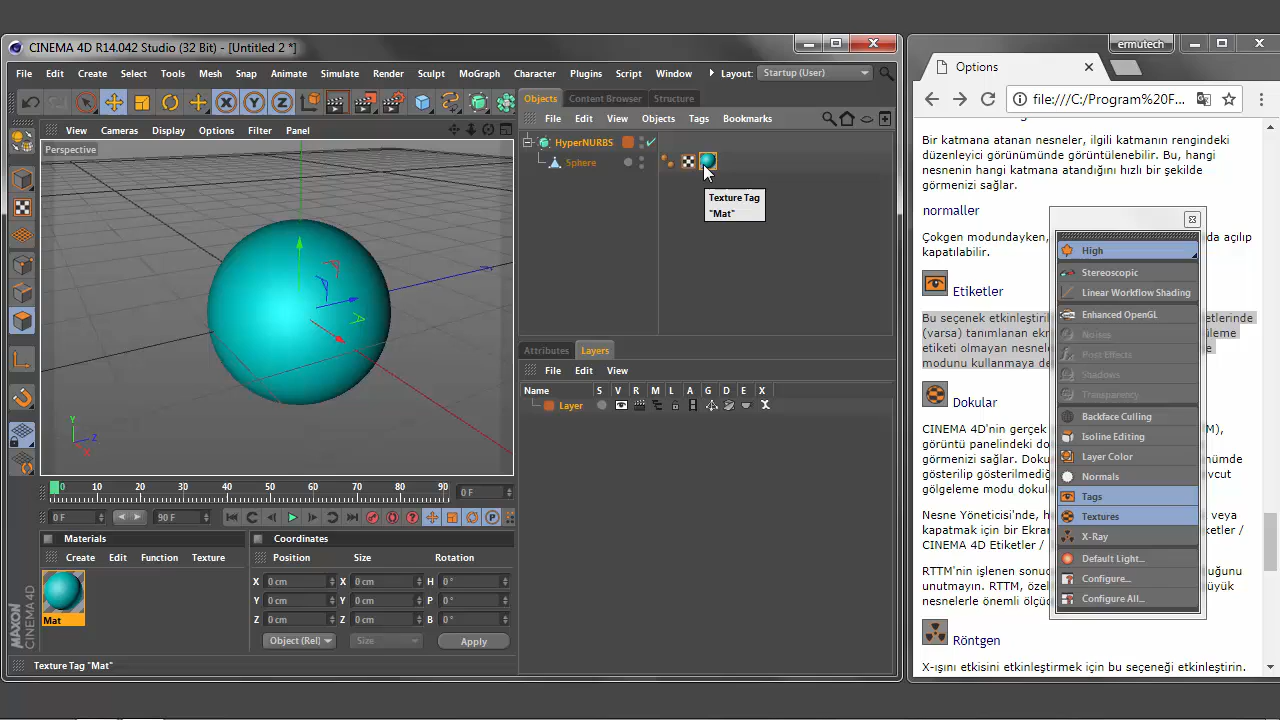 CINEMA 4D R14.042 Studio (32 Bit) - [Untitled 2 *]
File Edit Create Select Tools Mesh Snap Animate Simulate Render Sculpt MoGraph Character Plugins Script Window Layout: Startup (User)
X Y Z
Objects Content Browser Structure
View Cameras Display Options Filter Panel
File Edit View Objects Tags Bookmarks
Perspective
HyperNURBS
Sphere
Texture Tag
"Mat"
Y
Z
X
Attributes Layers
File Edit View
Name S V R M L A G D E X
Layer
0 10 20 30 40 50 60 70 80 90 0 F
0 F 90 F P
Materials
Create Edit Function Texture
Mat
Coordinates
Position Size Rotation
X 0 cm X 0 cm H 0 °
Y 0 cm Y 0 cm P 0 °
Z 0 cm Z 0 cm B 0 °
Object (Rel) Size Apply
MAXON
CINEMA 4D
Texture Tag "Mat"
ermutech
Options
file:///C:/Program%20F...
Bir katmana atanan nesneler, ilgili katmanın rengindeki
düzenleyici görünümünde görüntülenebilir. Bu, hangi
nesnenin hangi katmana atandığını hızlı bir şekilde
görmenizi sağlar.
normaller
Çokgen modundayken,
da açılıp
kapatılabilir.
Etiketler
Bu seçenek etkinleştiril
etlerinde
(varsa) tanımlanan ekr
üleme
etiketi olmayan nesnele
e
modunu kullanmaya de
Dokular
CINEMA 4D'nin gerçek
M),
görüntü panelindeki do
görmenizi sağlar. Doku
ümde
gösterilip gösterilmediğ
vcut
gölgeleme modu dokul
Nesne Yöneticisi'nde, h
veya
kapatmak için bir Ekran
CINEMA 4D Etiketler /
RTTM'nin işlenen sonuç
uğunu
unutmayın. RTTM, özel
üyük
nesnelerle önemli ölçüd
Röntgen
X-ışını etkisini etkinleştirmek için bu seçeneği etkinleştirin.
High
Stereoscopic
Linear Workflow Shading
Enhanced OpenGL
Noises
Post Effects
Shadows
Transparency
Backface Culling
Isoline Editing
Layer Color
Normals
Tags
Textures
X-Ray
Default Light...
Configure...
Configure All...